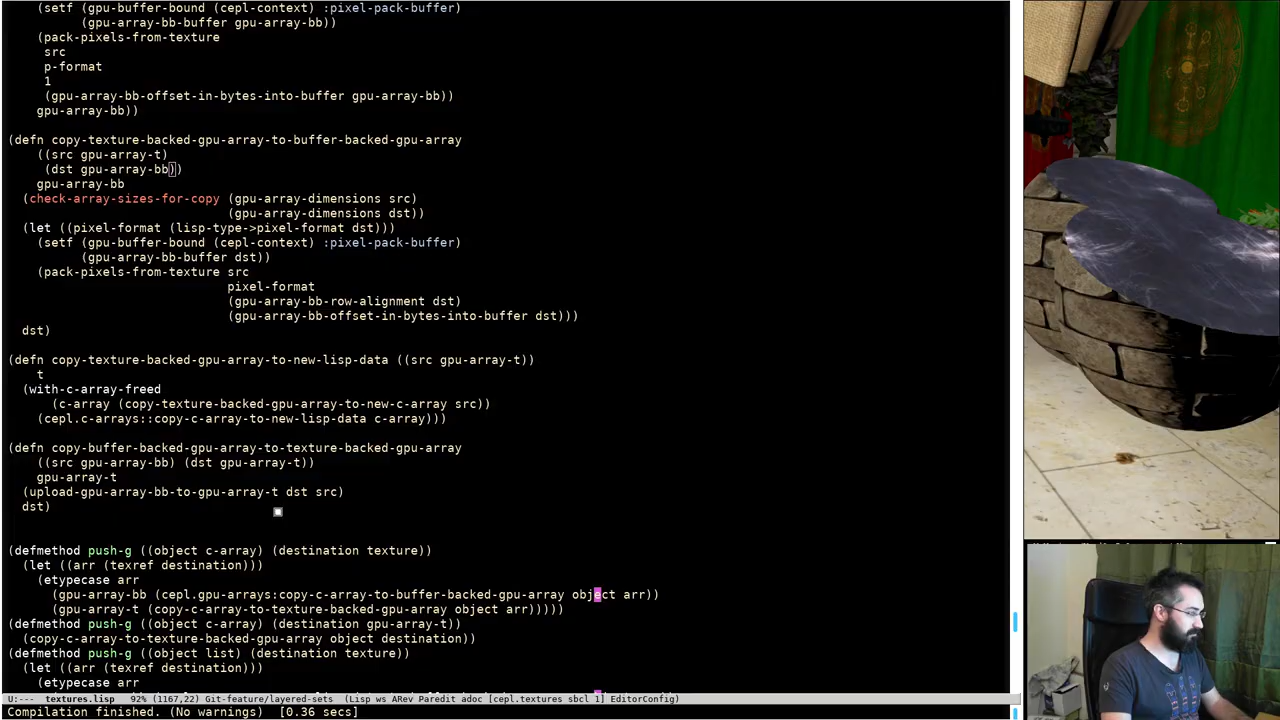 (setf (gpu-buffer-bound (cepl-context) :pixel-pack-buffer)
(gpu-array-bb-buffer gpu-array-bb))
(pack-pixels-from-texture
src
p-format
1
(gpu-array-bb-offset-in-bytes-into-buffer gpu-array-bb))
gpu-array-bb))
(defn copy-texture-backed-gpu-array-to-buffer-backed-gpu-array
((src gpu-array-t)
(dst gpu-array-bb))
gpu-array-bb
(check-array-sizes-for-copy (gpu-array-dimensions src)
(gpu-array-dimensions dst))
(let ((pixel-format (lisp-type->pixel-format dst)))
(setf (gpu-buffer-bound (cepl-context) :pixel-pack-buffer)
(gpu-array-bb-buffer dst))
(pack-pixels-from-texture src
pixel-format
(gpu-array-bb-row-alignment dst)
(gpu-array-bb-offset-in-bytes-into-buffer dst)))
dst)
(defn copy-texture-backed-gpu-array-to-new-lisp-data ((src gpu-array-t))
t
(with-c-array-freed
(c-array (copy-texture-backed-gpu-array-to-new-c-array src))
(cepl.c-arrays::copy-c-array-to-new-lisp-data c-array)))
(defn copy-buffer-backed-gpu-array-to-texture-backed-gpu-array
((src gpu-array-bb) (dst gpu-array-t))
gpu-array-t
(upload-gpu-array-bb-to-gpu-array-t dst src)
dst)
(defmethod push-g ((object c-array) (destination texture))
(let ((arr (texref destination)))
(etypecase arr
(gpu-array-bb (cepl.gpu-arrays:copy-c-array-to-buffer-backed-gpu-array object arr))
(gpu-array-t (copy-c-array-to-texture-backed-gpu-array object arr)))))
(defmethod push-g ((object c-array) (destination gpu-array-t))
(copy-c-array-to-texture-backed-gpu-array object destination))
(defmethod push-g ((object list) (destination texture))
(let ((arr (texref destination)))
(etypecase arr
U:--- textures.lisp 92% (1167,22) Git-feature/layered-sets (Lisp ws ARev Paredit adoc [cepl.textures sbcl 1] EditorConfig)
Compilation finished. (No warnings) [0.36 secs]